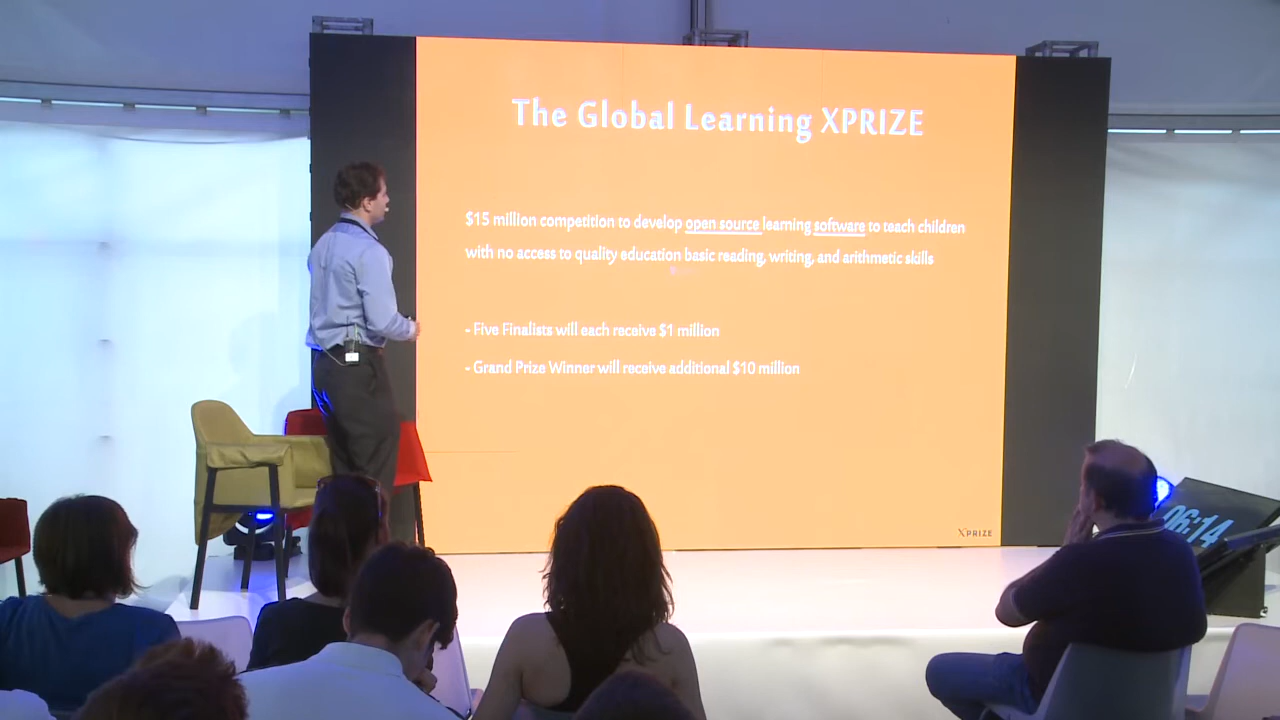 The Global Learning XPRIZE
$15 million competition to develop open source learning software to teach children
with no access to quality education basic reading, writing, and arithmetic skills
- Five Finalists will each receive $1 million
- Grand Prize Winner will receive additional $10 million
XPRIZE
06:14